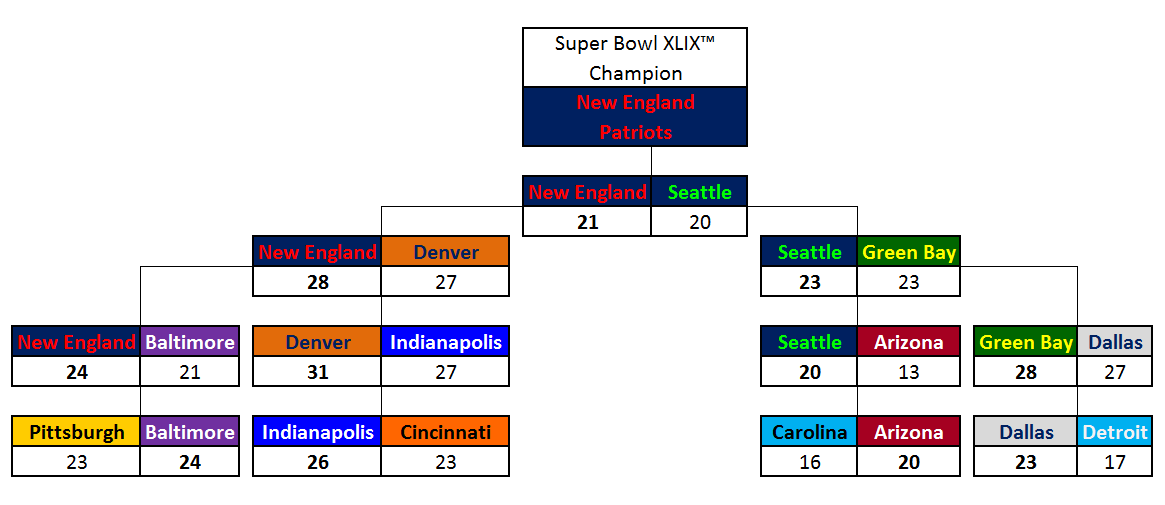 Super Bowl XLIX™
Champion
New England
Patriots
New England Seattle
21 20
New England Denver
28 27
Seattle Green Bay
23 23
New England Baltimore
24 21
Denver Indianapolis
31 27
Seattle Arizona
20 13
Green Bay Dallas
28 27
Pittsburgh Baltimore
23 24
Indianapolis Cincinnati
26 23
Carolina Arizona
16 20
Dallas Detroit
23 17